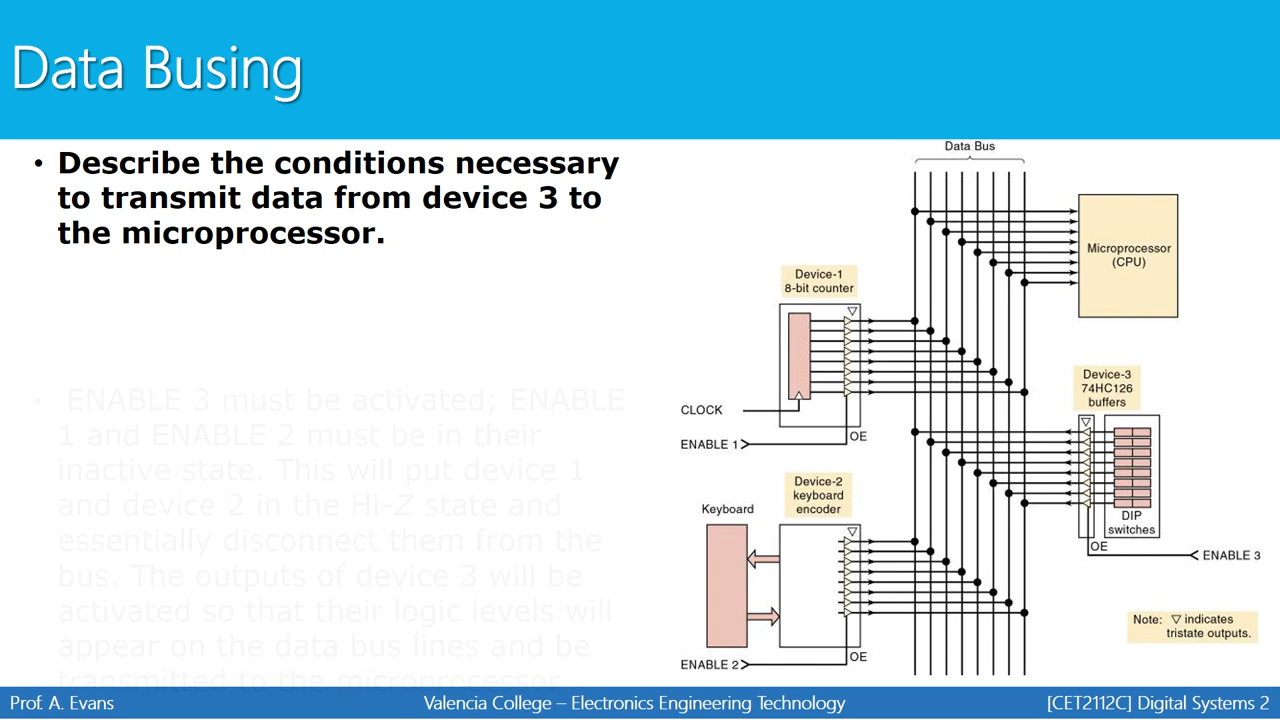 Data Busing
• Describe the conditions necessary
to transmit data from device 3 to
the microprocessor.
• ENABLE 3 must be activated; ENABLE
1 and ENABLE 2 must be in their
inactive state. This will put device 1
and device 2 in the Hi-Z state and
essentially disconnect them from the
bus. The outputs of device 3 will be
activated so that their logic levels will
appear on the data bus lines and be
transmitted to the microprocessor.
Data Bus
Microprocessor
(CPU)
Device-1
8-bit counter
CLOCK
ENABLE 1
OE
Device-3
74HC126
buffers
DIP
switches
OE
ENABLE 3
Device-2
keyboard
encoder
Keyboard
OE
ENABLE 2
Note: ▽ indicates
tristate outputs.
Prof. A. Evans
Valencia College – Electronics Engineering Technology
[CET2112C] Digital Systems 2